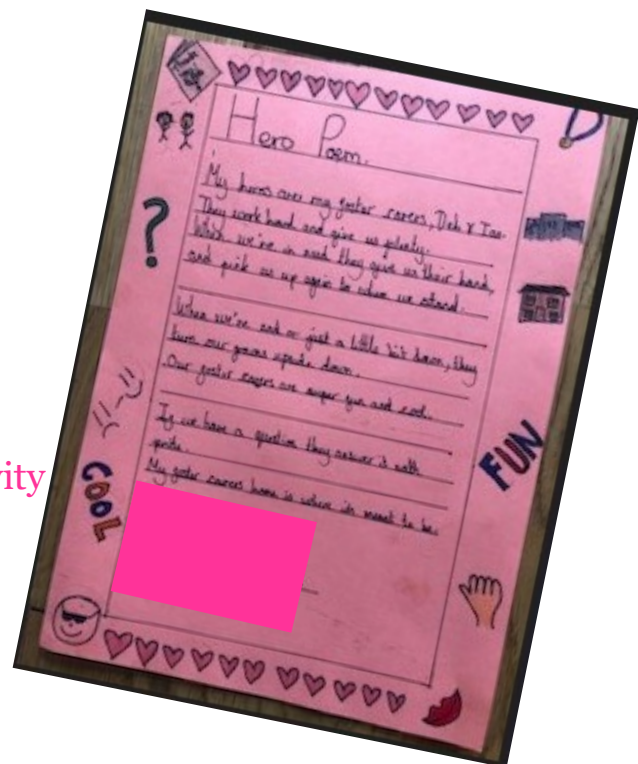 Hero Poem.
My heros are my foster carers, Deb & Ian.
They work hard and give us plenty.
When we're in need they give us their hand,
and pick us up again to where we stand.
When we're sad or just a little bit down, they
turn our frowns upside down.
Our foster carers are super fun and cool.
If we have a question they answer it with
pride.
My foster carers home is where its meant to be.
?
COOL
FUN
vity